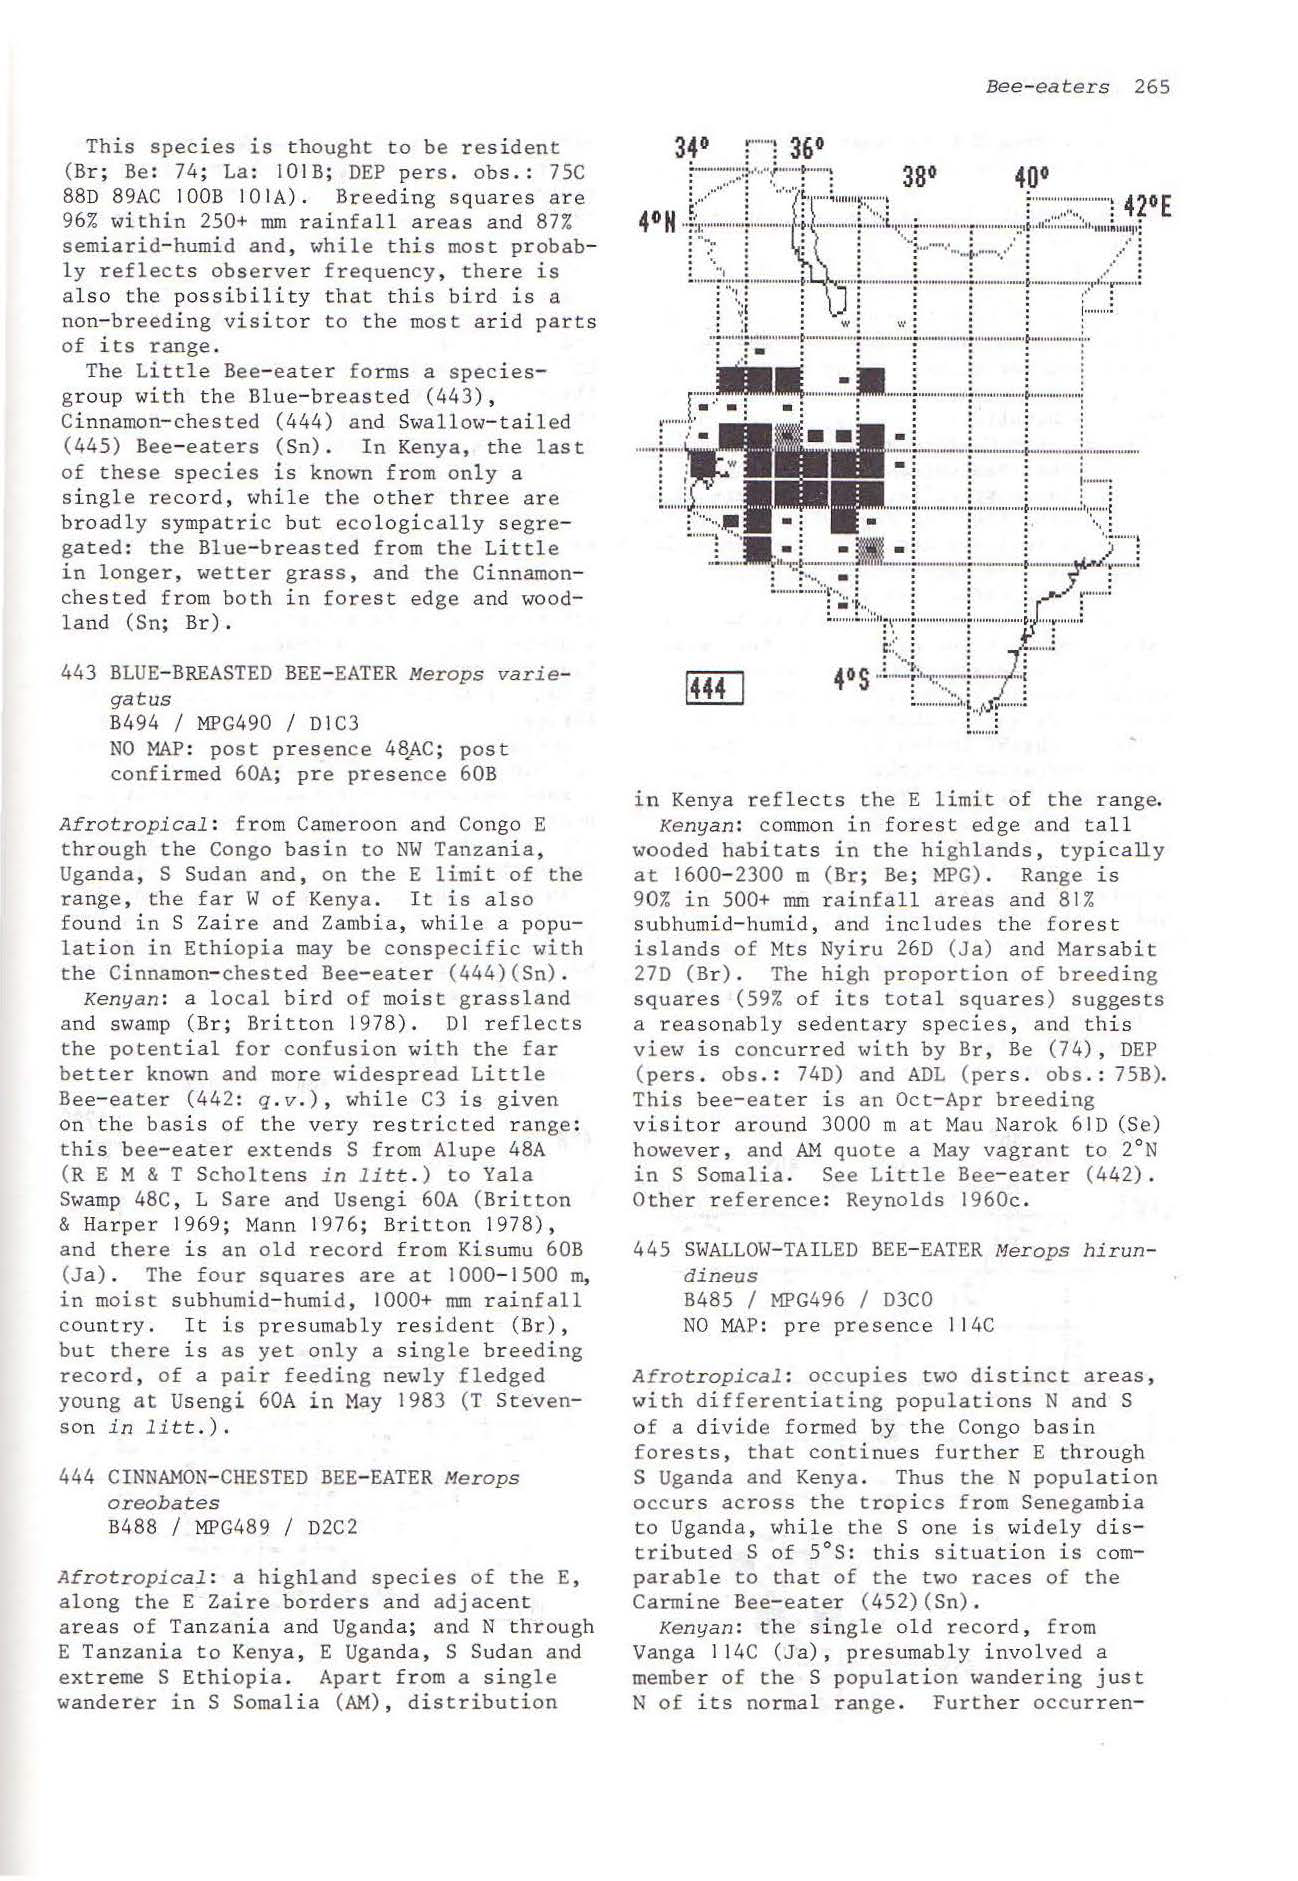 Bee-eaters 265
This species is thought to be resident
(Br; Be: 74; La: 101B; DEP pers. obs.: 75C
88D 89AC 100B 101A). Breeding squares are
96% within 250+ mm rainfall areas and 87%
semiarid-humid and, while this most probab-
ly reflects observer frequency, there is
also the possibility that this bird is a
non-breeding visitor to the most arid parts
of its range.
The Little Bee-eater forms a species-
group with the Blue-breasted (443),
Cinnamon-chested (444) and Swallow-tailed
(445) Bee-eaters (Sn). In Kenya, the last
of these species is known from only a
single record, while the other three are
broadly sympatric but ecologically segre-
gated: the Blue-breasted from the Little
in longer, wetter grass, and the Cinnamon-
chested from both in forest edge and wood-
land (Sn; Br).
443 BLUE-BREASTED BEE-EATER Merops varie-
gatus
B494 / MPG490 / D1C3
NO MAP: post presence 48AC; post
confirmed 60A; pre presence 60B
Afrotropical: from Cameroon and Congo E
through the Congo basin to NW Tanzania,
Uganda, S Sudan and, on the E limit of the
range, the far W of Kenya. It is also
found in S Zaire and Zambia, while a popu-
lation in Ethiopia may be conspecific with
the Cinnamon-chested Bee-eater (444)(Sn).
Kenyan: a local bird of moist grassland
and swamp (Br; Britton 1978). D1 reflects
the potential for confusion with the far
better known and more widespread Little
Bee-eater (442: q.v.), while C3 is given
on the basis of the very restricted range:
this bee-eater extends S from Alupe 48A
(R E M & T Scholtens in litt.) to Yala
Swamp 48C, L Sare and Usengi 60A (Britton
& Harper 1969; Mann 1976; Britton 1978),
and there is an old record from Kisumu 60B
(Ja). The four squares are at 1000-1500 m,
in moist subhumid-humid, 1000+ mm rainfall
country. It is presumably resident (Br),
but there is as yet only a single breeding
record, of a pair feeding newly fledged
young at Usengi 60A in May 1983 (T Steven-
son in litt.).
444 CINNAMON-CHESTED BEE-EATER Merops
oreobates
B488 / MPG489 / D2C2
Afrotropical: a highland species of the E,
along the E Zaire borders and adjacent
areas of Tanzania and Uganda; and N through
E Tanzania to Kenya, E Uganda, S Sudan and
extreme S Ethiopia. Apart from a single
wanderer in S Somalia (AM), distribution
34° 36°
38° 40°
4°N 42°E
w w
w
444 4°S
in Kenya reflects the E limit of the range.
Kenyan: common in forest edge and tall
wooded habitats in the highlands, typically
at 1600-2300 m (Br; Be; MPG). Range is
90% in 500+ mm rainfall areas and 81%
subhumid-humid, and includes the forest
islands of Mts Nyiru 26D (Ja) and Marsabit
27D (Br). The high proportion of breeding
squares (59% of its total squares) suggests
a reasonably sedentary species, and this
view is concurred with by Br, Be (74), DEP
(pers. obs.: 74D) and ADL (pers. obs.: 75B).
This bee-eater is an Oct-Apr breeding
visitor around 3000 m at Mau Narok 61D (Se)
however, and AM quote a May vagrant to 2°N
in S Somalia. See Little Bee-eater (442).
Other reference: Reynolds 1960c.
445 SWALLOW-TAILED BEE-EATER Merops hirun-
dineus
B485 / MPG496 / D3C0
NO MAP: pre presence 114C
Afrotropical: occupies two distinct areas,
with differentiating populations N and S
of a divide formed by the Congo basin
forests, that continues further E through
S Uganda and Kenya. Thus the N population
occurs across the tropics from Senegambia
to Uganda, while the S one is widely dis-
tributed S of 5°S: this situation is com-
parable to that of the two races of the
Carmine Bee-eater (452)(Sn).
Kenyan: the single old record, from
Vanga 114C (Ja), presumably involved a
member of the S population wandering just
N of its normal range. Further occurren-